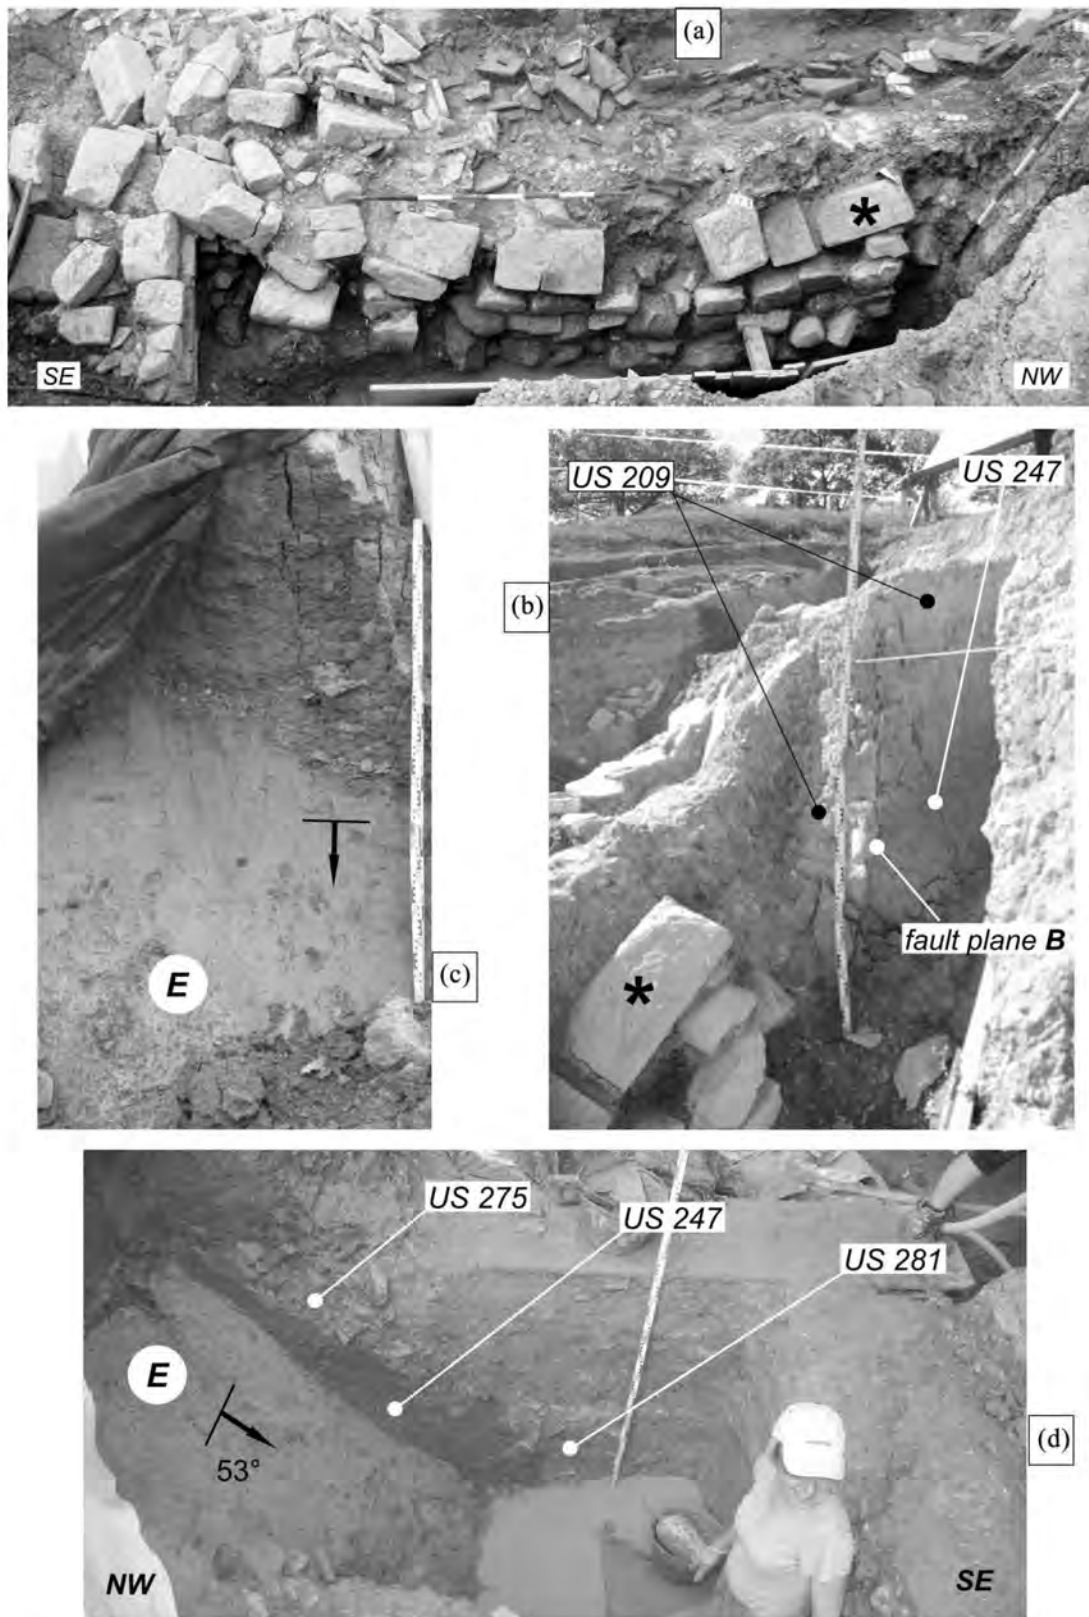 (a)
*
SE
NW
US 209
US 247
(b)
fault plane B
*
E
(c)
US 275
US 247
US 281
E
53°
(d)
NW
SE